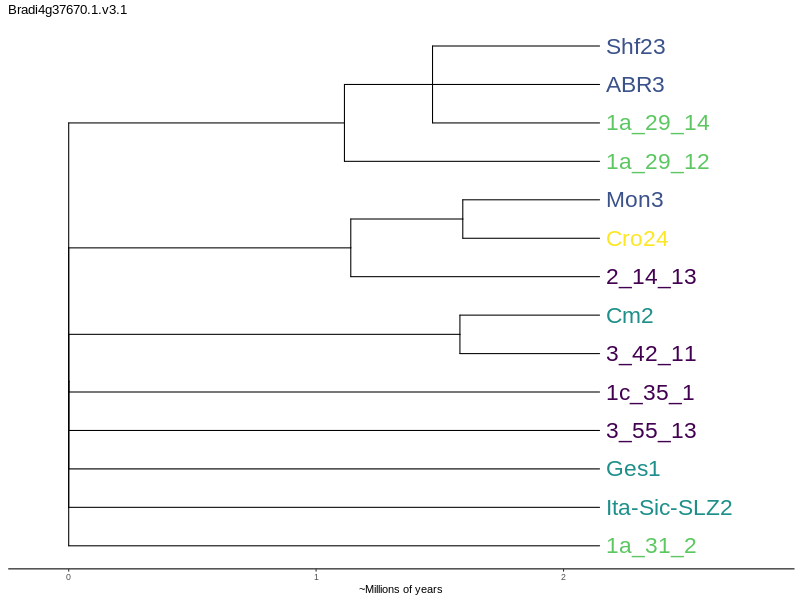 Bradi4g37670.1.v3.1
Shf23
ABR3
1a_29_14
1a_29_12
Mon3
Cro24
2_14_13
Cm2
3_42_11
1c_35_1
3_55_13
Ges1
Ita-Sic-SLZ2
1a_31_2
0 1 2
~Millions of years